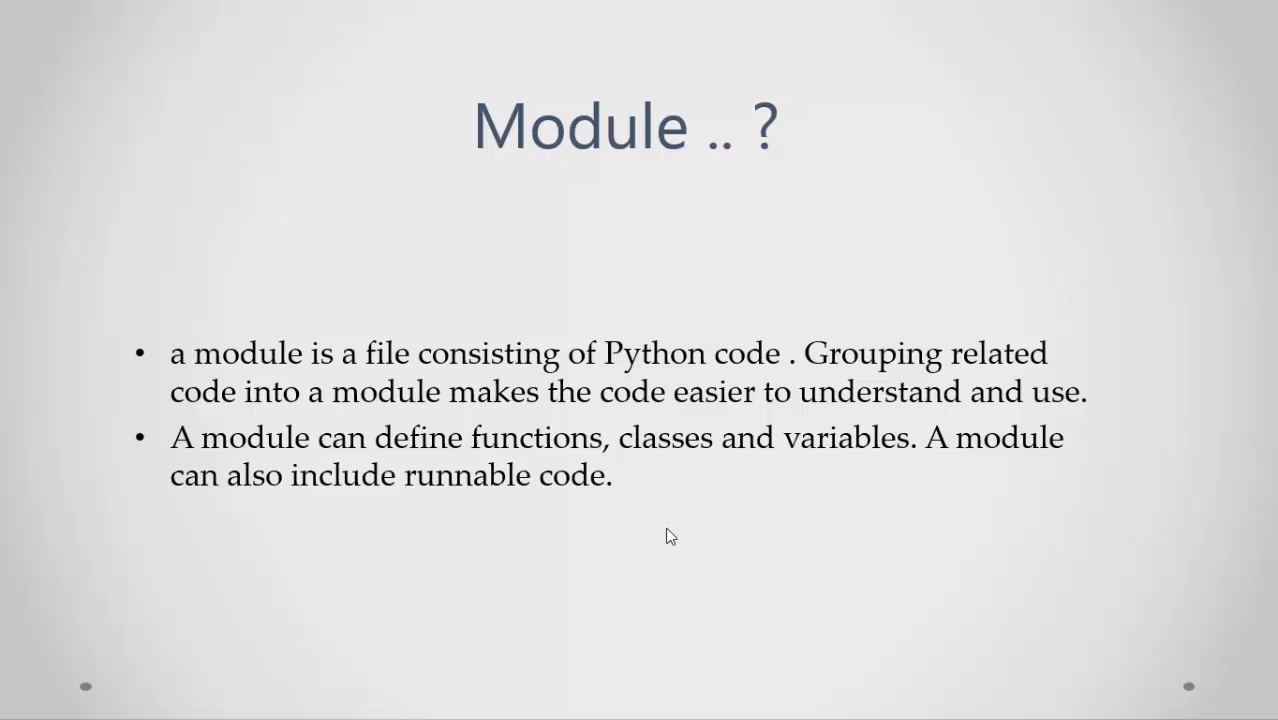 Module .. ?
• a module is a file consisting of Python code . Grouping related
code into a module makes the code easier to understand and use.
• A module can define functions, classes and variables. A module
can also include runnable code.